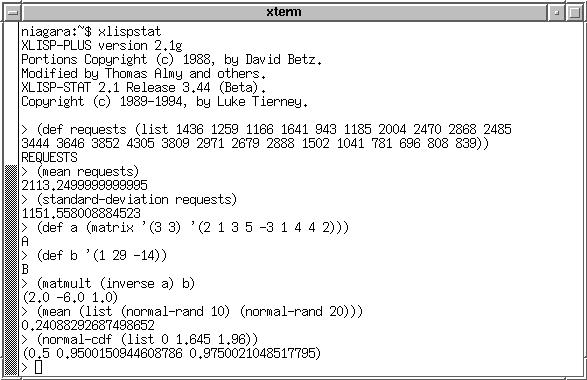 xterm
niagara:~$ xlispstat
XLISP-PLUS version 2.1g
Portions Copyright (c) 1988, by David Betz.
Modified by Thomas Almy and others.
XLISP-STAT 2.1 Release 3.44 (Beta).
Copyright (c) 1989-1994, by Luke Tierney.
> (def requests (list 1436 1259 1166 1641 943 1185 2004 2470 2868 2485
3444 3646 3852 4305 3809 2971 2679 2888 1502 1041 781 696 808 839))
REQUESTS
> (mean requests)
2113.2499999999995
> (standard-deviation requests)
1151.558008884523
> (def a (matrix '(3 3) '(2 1 3 5 -3 1 4 4 2)))
A
> (def b '(1 29 -14))
B
> (matmult (inverse a) b)
(2.0 -6.0 1.0)
> (mean (list (normal-rand 10) (normal-rand 20)))
0.24088292687498652
> (normal-cdf (list 0 1.645 1.96))
(0.5 0.9500150944608786 0.9750021048517795)
>